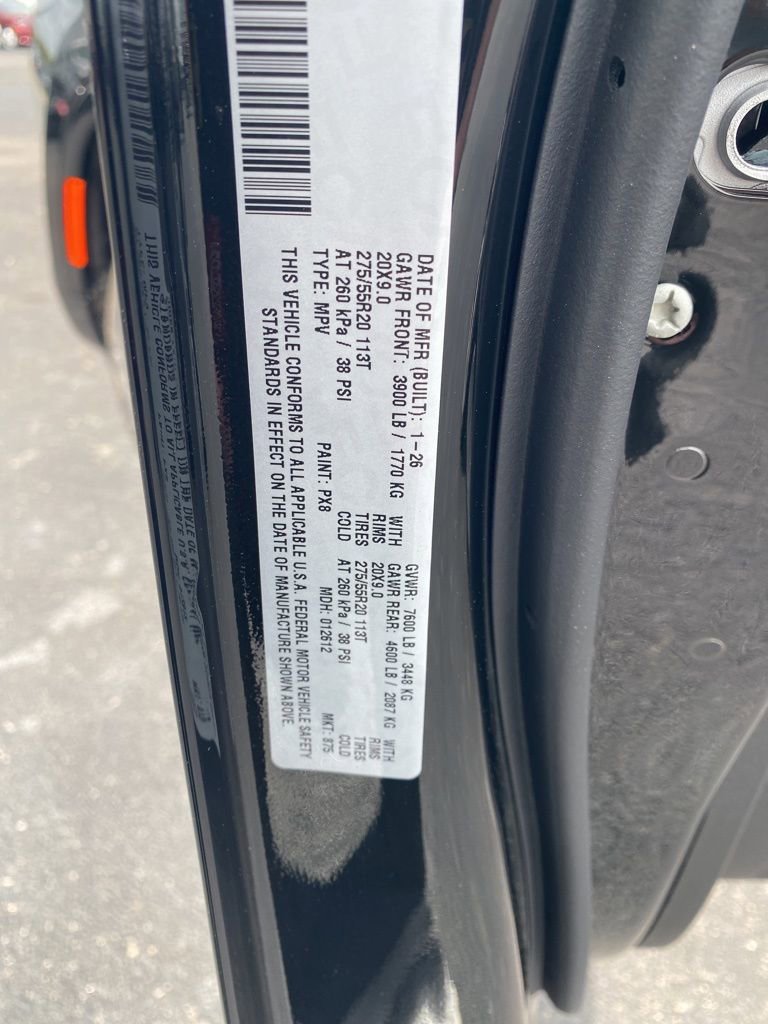 DATE OF MFR (BUILT): 1-26 GVWR: 7600 LB / 3448 KG
GAWR FRONT: 3900 LB / 1770 KG WITH GAWR REAR: 4600 LB / 2087 KG WITH
20X9.0 RIMS 20X9.0 RIMS
275/55R20 113T TIRES 275/55R20 113T TIRES
AT 260 kPa / 38 PSI COLD AT 260 kPa / 38 PSI COLD
TYPE: MPV PAINT: PX8 MDH: 012612 MKT: 875
THIS VEHICLE CONFORMS TO ALL APPLICABLE U.S.A. FEDERAL MOTOR VEHICLE SAFETY
STANDARDS IN EFFECT ON THE DATE OF MANUFACTURE SHOWN ABOVE.